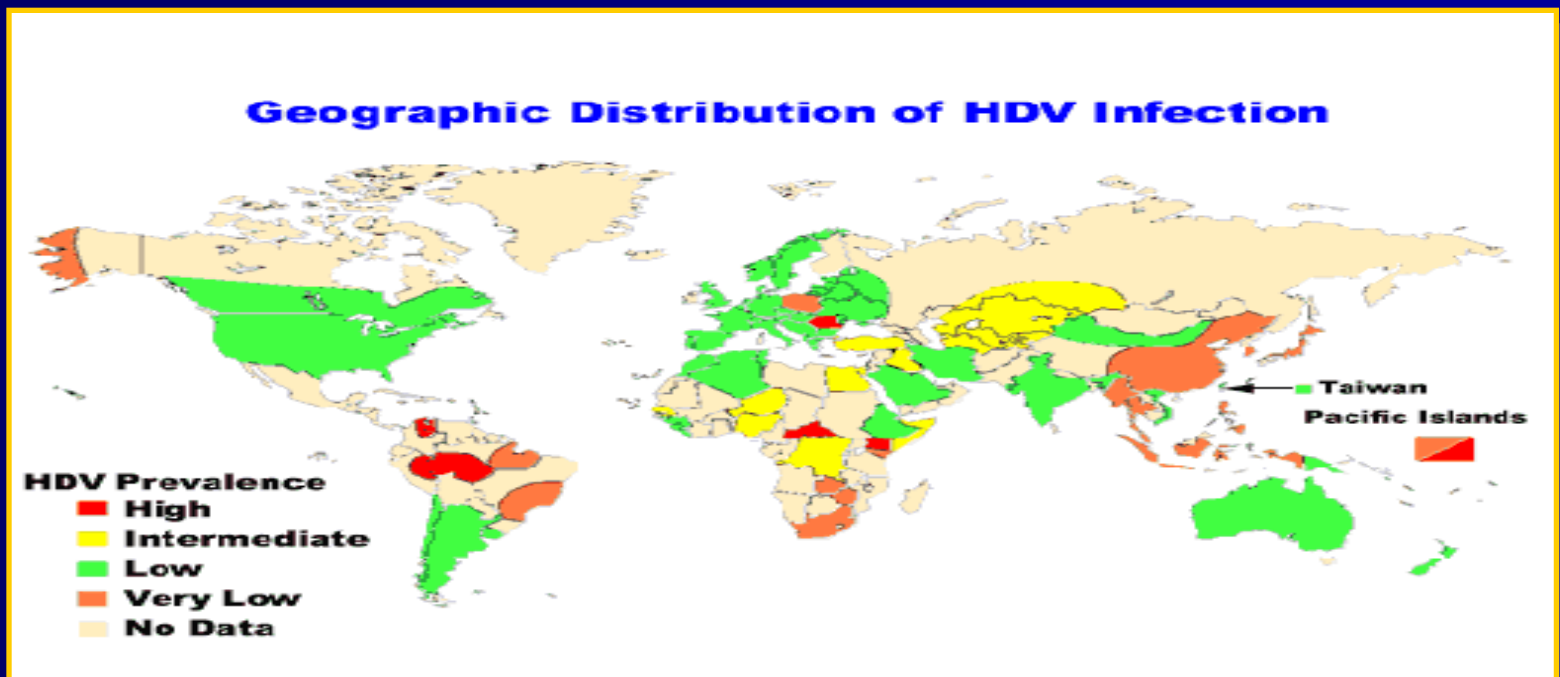 Geographic Distribution of HDV Infection
Taiwan
Pacific Islands
HDV Prevalence
High
Intermediate
Low
Very Low
No Data